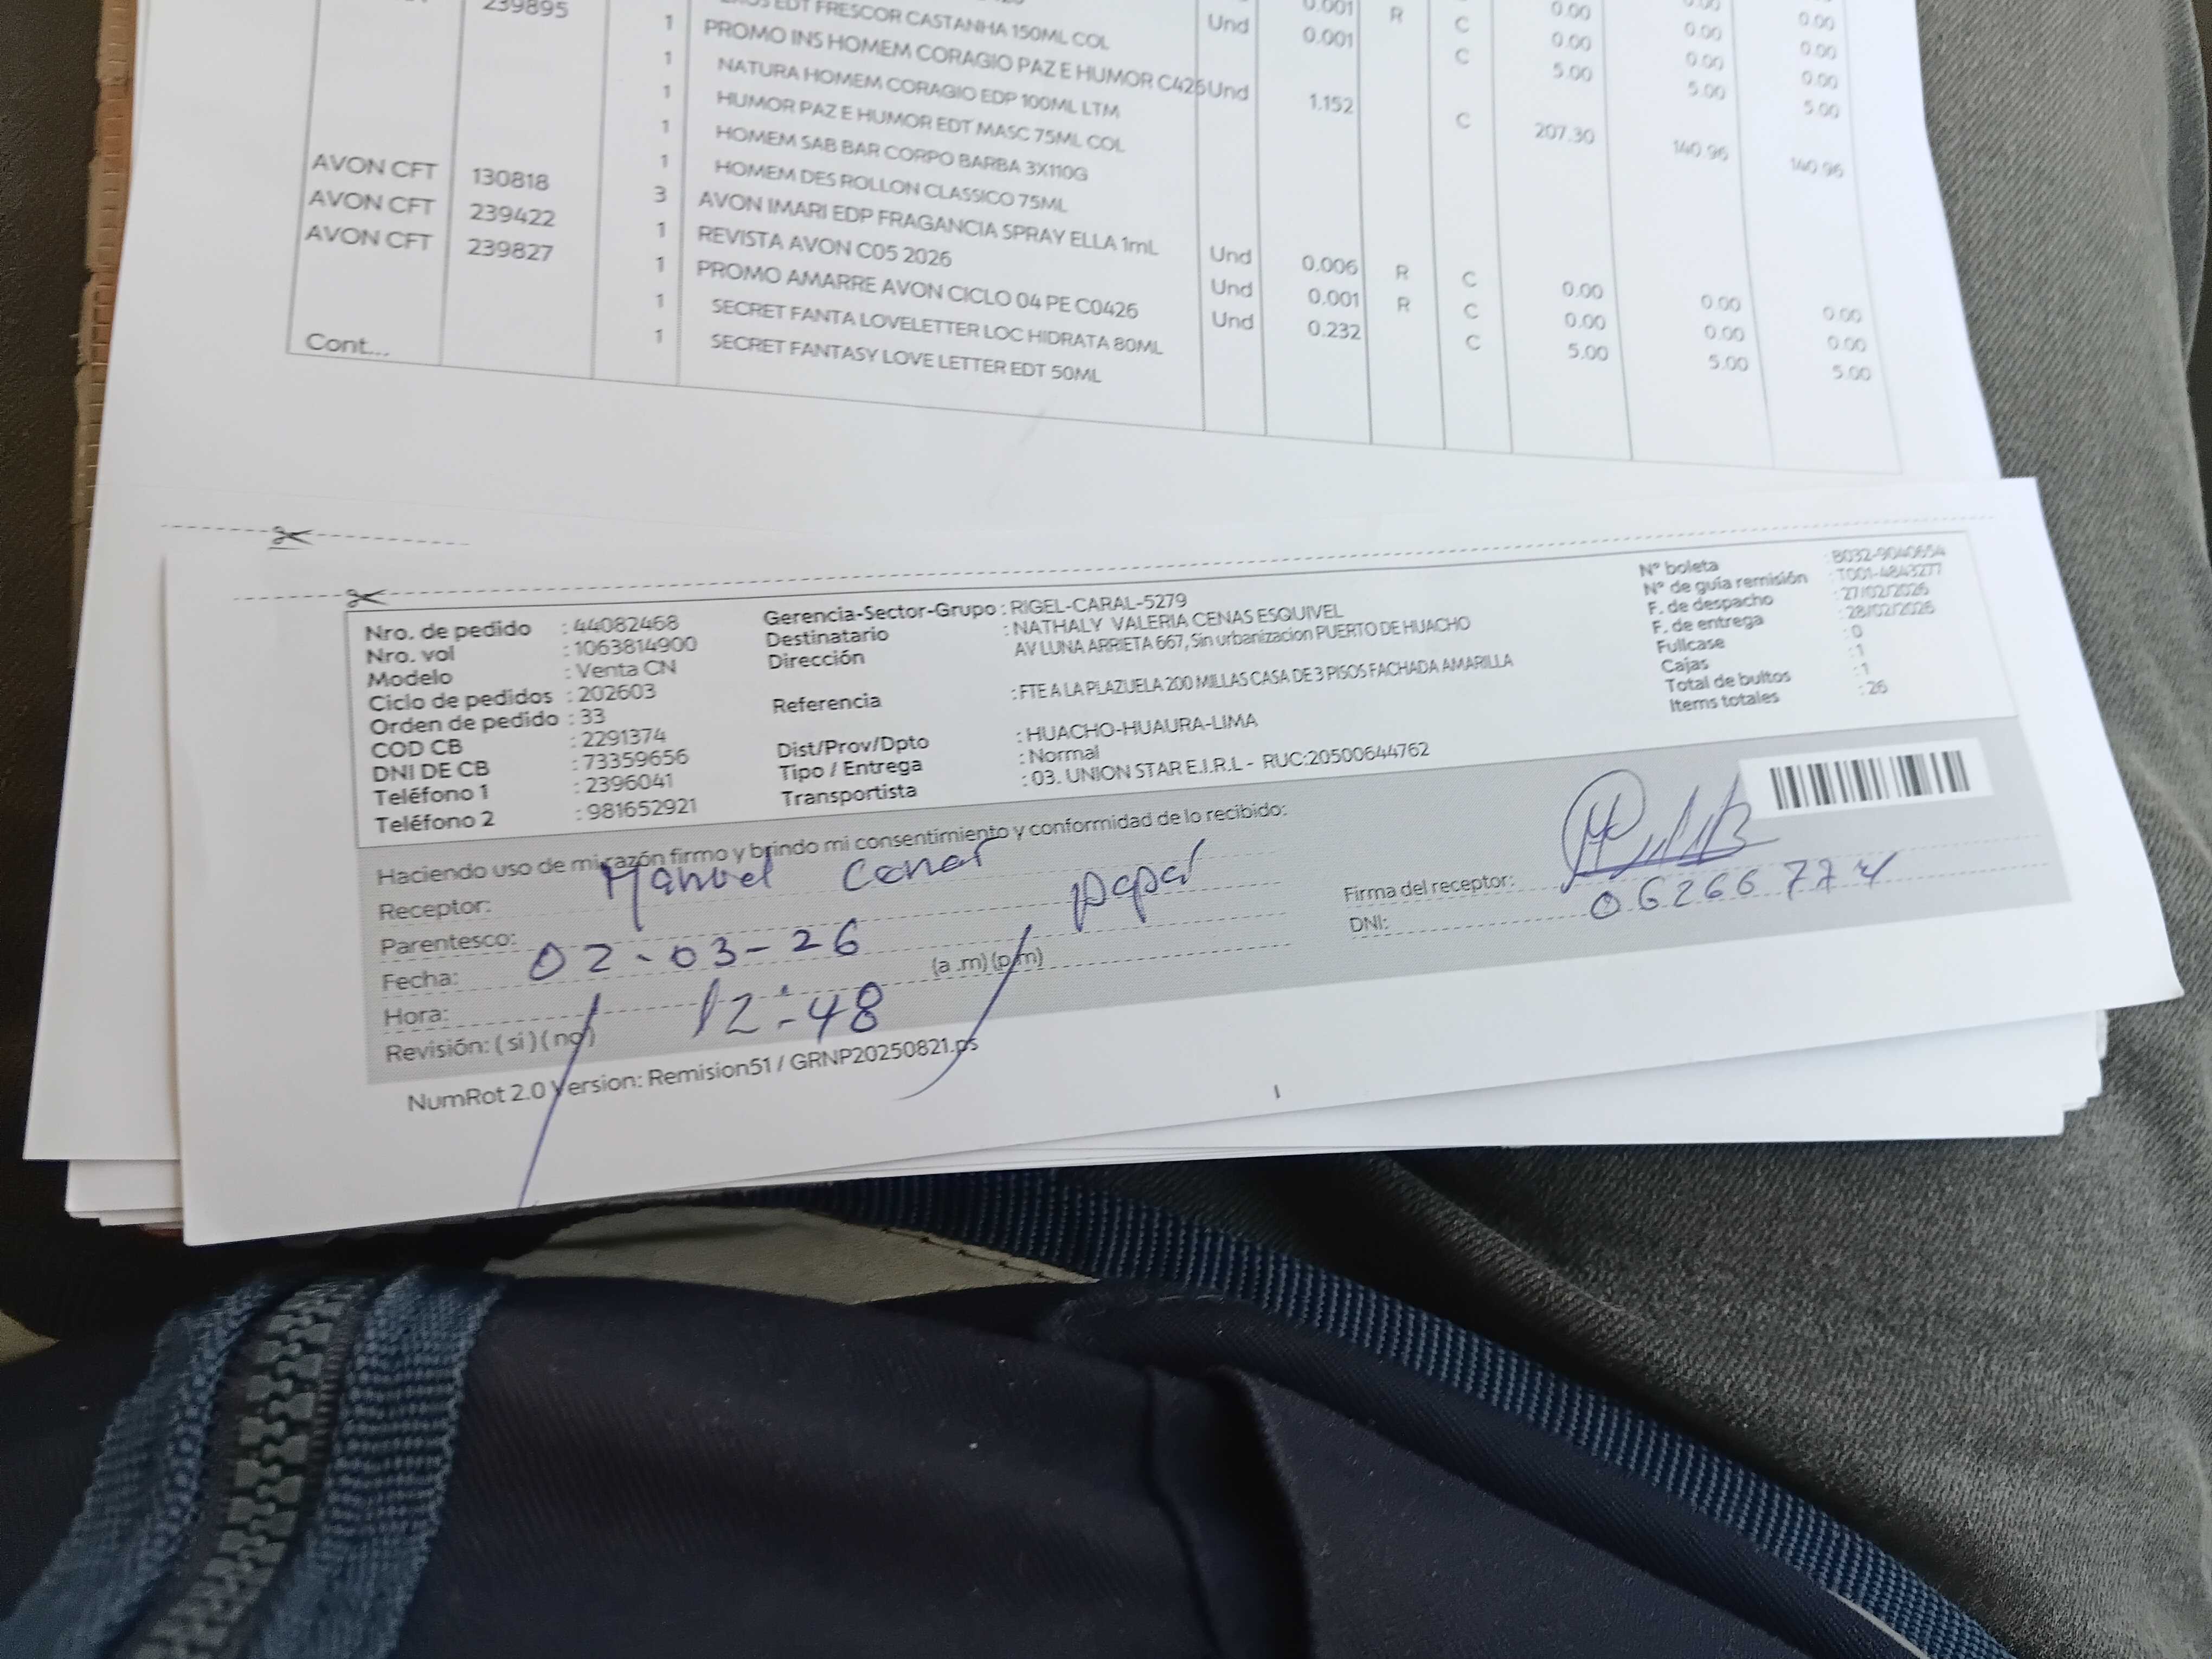 239895
1 EDT FRESCOR CASTANHA 150ML COL Und 0.001 R C 0.00 0.00 0.00
1 PROMO INS HOMEM CORAGIO PAZ E HUMOR C426 Und 1.152 C 207.30 140.96 140.96
1 NATURA HOMEM CORAGIO EDP 100ML LTM
1 HUMOR PAZ E HUMOR EDT MASC 75ML COL
1 HOMEM SAB BAR CORPO BARBA 3X110G
1 HOMEM DES ROLLON CLASSICO 75ML
AVON CFT 130818 3 AVON IMARI EDP FRAGANCIA SPRAY ELLA 1mL Und 0.006 R C 0.00 0.00 0.00
AVON CFT 239422 1 REVISTA AVON C05 2026 Und 0.001 R C 0.00 0.00 0.00
AVON CFT 239827 1 PROMO AMARRE AVON CICLO 04 PE C0426 Und 0.232 C 5.00 5.00 5.00
1 SECRET FANTA LOVELETTER LOC HIDRATA 80ML
1 SECRET FANTASY LOVE LETTER EDT 50ML
Cont...
Nro. de pedido : 44082468
Nro. vol : 1063814900
Modelo : Venta CN
Ciclo de pedidos : 202603
Orden de pedido : 33
COD CB : 2291374
DNI DE CB : 73359656
Teléfono 1 : 2396041
Teléfono 2 : 981652921
Gerencia-Sector-Grupo : RIGEL-CARAL-5279
Destinatario : NATHALY VALERIA CENAS ESQUIVEL
Dirección AV LUNA ARRIETA 667, Sin urbanizacion PUERTO DE HUACHO
Referencia : FTE A LA PLAZUELA 200 MILLAS CASA DE 3 PISOS FACHADA AMARILLA
Dist/Prov/Dpto : HUACHO-HUAURA-LIMA
Tipo / Entrega : Normal
Transportista : 03. UNION STAR E.I.R.L - RUC:20500644762
N° boleta : B032-9040654
N° de guía remisión : T001-4843277
F. de despacho : 27/02/2026
F. de entrega : 28/02/2026
Fullcase : 0
Cajas : 1
Total de bultos : 1
Items totales : 26
Haciendo uso de mi razón firmo y brindo mi consentimiento y conformidad de lo recibido:
Receptor: Manuel Cenas
Parentesco: papá
Fecha: 02-03-26
Hora: 12:48 (a .m) (p.m)
Revisión: ( si ) ( no )
Firma del receptor:
DNI: 06266774
NumRot 2.0 Version: Remision51 / GRNP20250821.ps